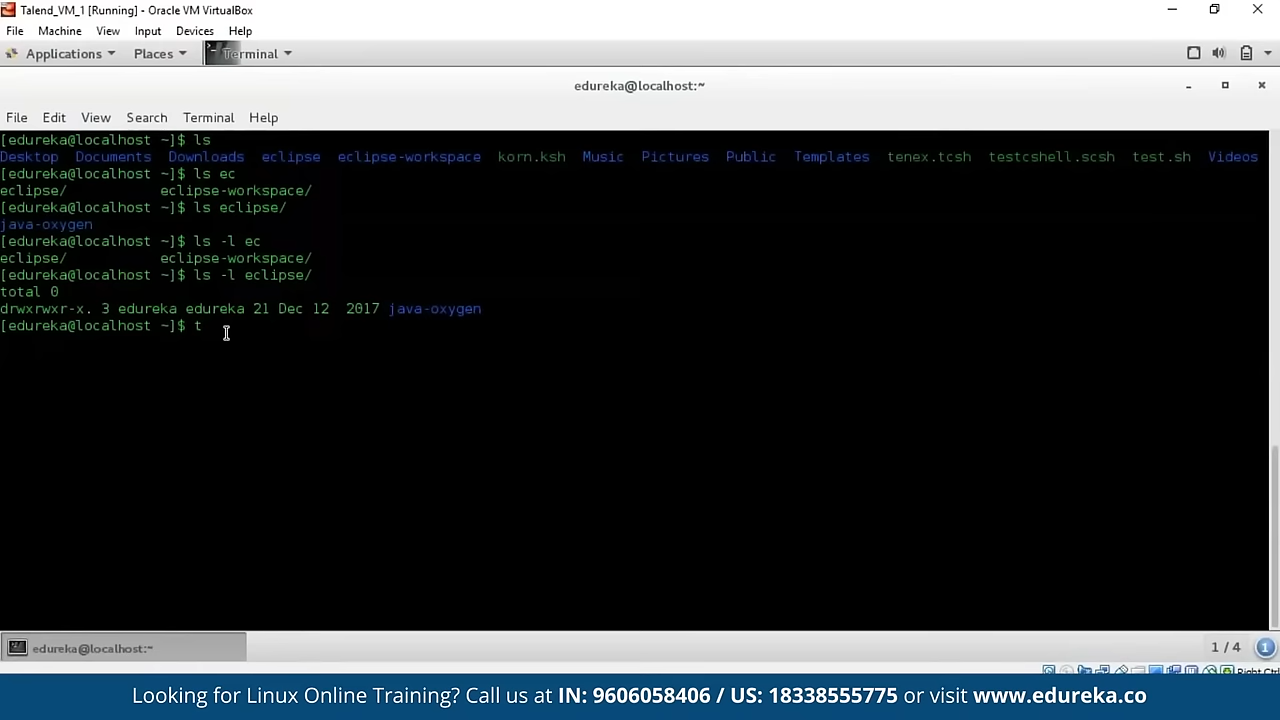 Talend_VM_1 [Running] - Oracle VM VirtualBox
File Machine View Input Devices Help
Applications Places Terminal
edureka@localhost:~
File Edit View Search Terminal Help
[edureka@localhost ~]$ ls
Desktop Documents Downloads eclipse eclipse-workspace korn.ksh Music Pictures Public Templates tenex.tcsh testcshell.scsh test.sh Videos
[edureka@localhost ~]$ ls ec
eclipse/ eclipse-workspace/
[edureka@localhost ~]$ ls eclipse/
java-oxygen
[edureka@localhost ~]$ ls -l ec
eclipse/ eclipse-workspace/
[edureka@localhost ~]$ ls -l eclipse/
total 0
drwxrwxr-x. 3 edureka edureka 21 Dec 12 2017 java-oxygen
[edureka@localhost ~]$ t
edureka@localhost:~ 1 / 4 1
Right Ctrl
Looking for Linux Online Training? Call us at IN: 9606058406 / US: 18338555775 or visit www.edureka.co